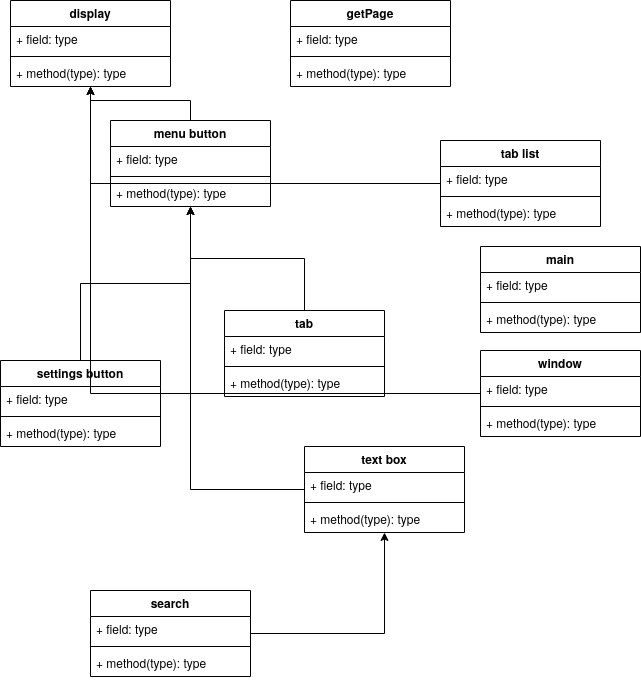 display
+ field: type
+ method(type): type
getPage
+ field: type
+ method(type): type
menu button
+ field: type
+ method(type): type
tab list
+ field: type
+ method(type): type
main
+ field: type
+ method(type): type
tab
+ field: type
+ method(type): type
settings button
+ field: type
+ method(type): type
window
+ field: type
+ method(type): type
text box
+ field: type
+ method(type): type
search
+ field: type
+ method(type): type